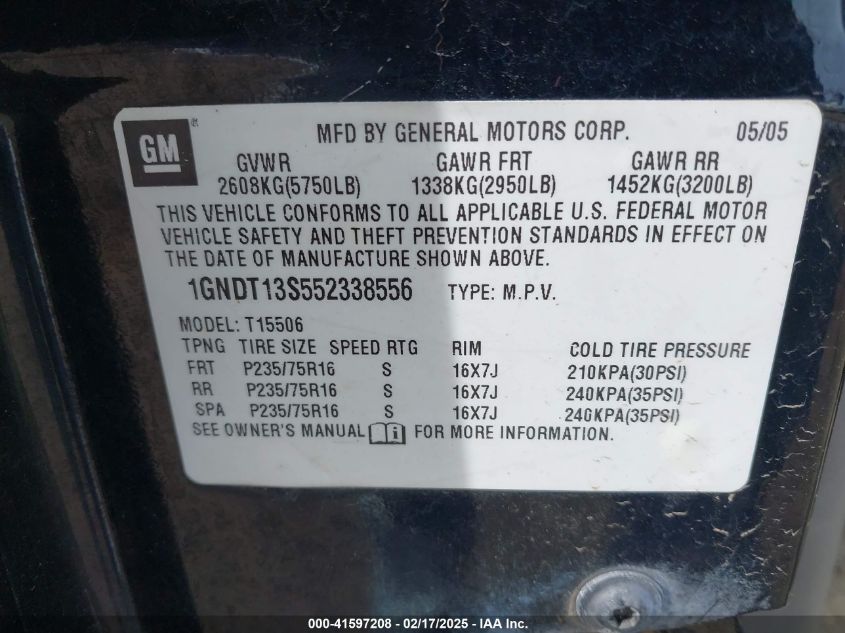 GM ® MFD BY GENERAL MOTORS CORP. 05/05
GVWR GAWR FRT GAWR RR
2608KG(5750LB) 1338KG(2950LB) 1452KG(3200LB)
THIS VEHICLE CONFORMS TO ALL APPLICABLE U.S. FEDERAL MOTOR
VEHICLE SAFETY AND THEFT PREVENTION STANDARDS IN EFFECT ON
THE DATE OF MANUFACTURE SHOWN ABOVE.
1GNDT13S552338556 TYPE: M.P.V.
MODEL: T15506
TPNG TIRE SIZE SPEED RTG RIM COLD TIRE PRESSURE
FRT P235/75R16 S 16X7J 210KPA(30PSI)
RR P235/75R16 S 16X7J 240KPA(35PSI)
SPA P235/75R16 S 16X7J 240KPA(35PSI)
SEE OWNER'S MANUAL i FOR MORE INFORMATION.
000-41597208 - 02/17/2025 - IAA Inc.